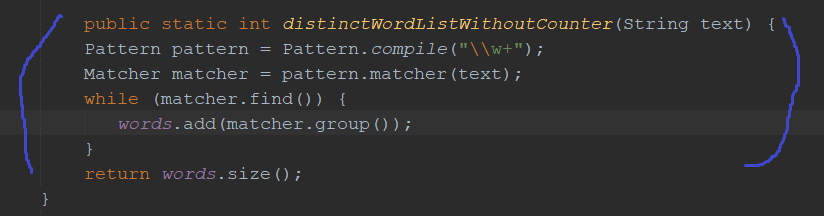 public static int distinctWordListWithoutCounter(String text) {
Pattern pattern = Pattern.compile("\\w+");
Matcher matcher = pattern.matcher(text);
while (matcher.find()) {
words.add(matcher.group());
}
return words.size();
}